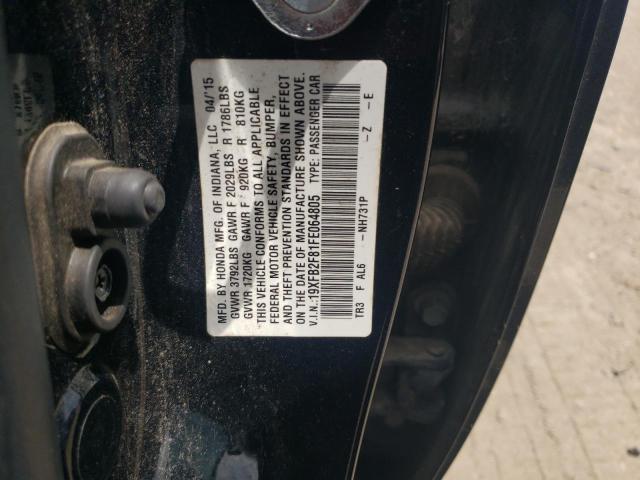 MFD. BY HONDA MFG. OF INDIANA, LLC 04/'15
GVWR 3792LBS GAWR F 2029LBS R 1786LBS
GVWR 1720KG GAWR F 920KG R 810KG
THIS VEHICLE CONFORMS TO ALL APPLICABLE
FEDERAL MOTOR VEHICLE SAFETY, BUMPER,
AND THEFT PREVENTION STANDARDS IN EFFECT
ON THE DATE OF MANUFACTURE SHOWN ABOVE.
V.I.N.:19XFB2F81FE064805 TYPE: PASSENGER CAR
TR3 F AL6 -NH731P -Z -E